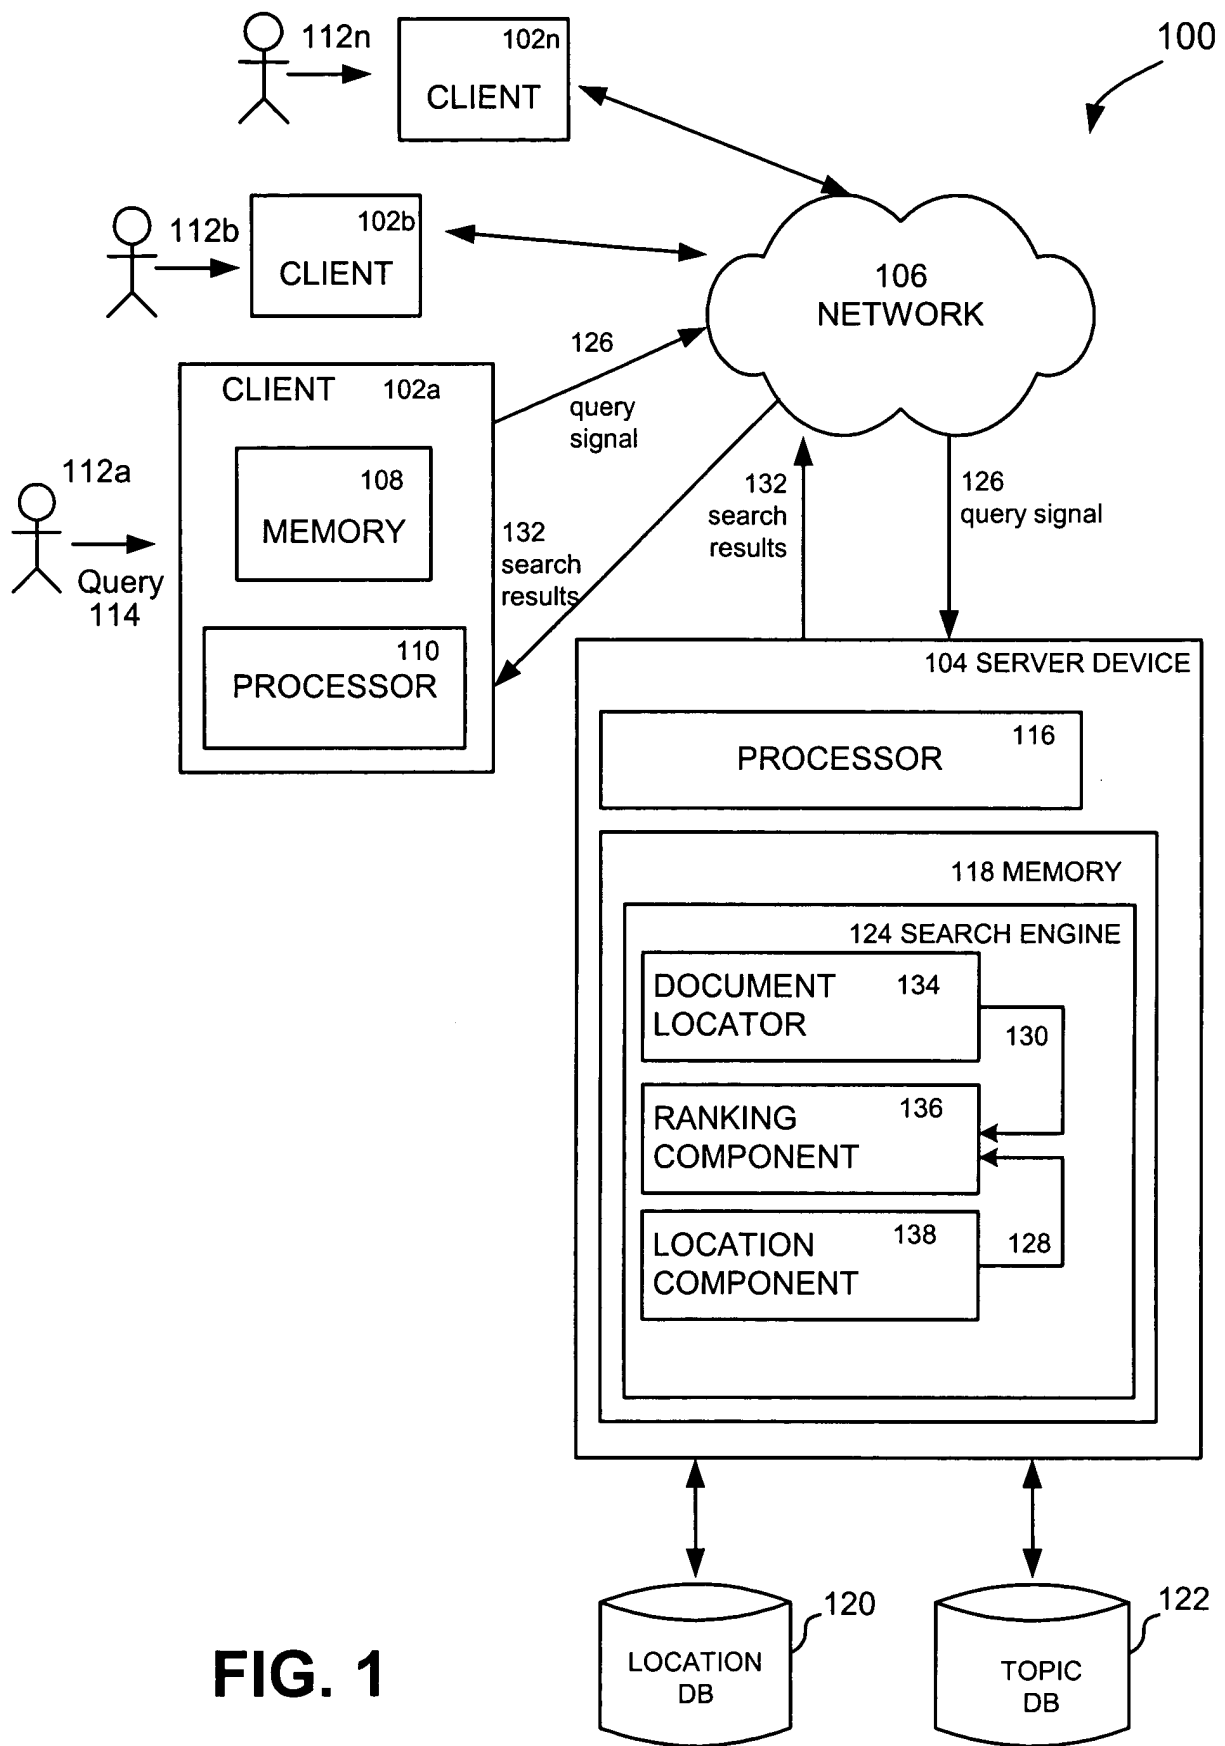 100
112n
102n
CLIENT
112b
102b
CLIENT
106
NETWORK
126
query
signal
CLIENT 102a
112a
108
MEMORY
Query
114
132
search
results
110
PROCESSOR
132
search
results
126
query signal
104 SERVER DEVICE
116
PROCESSOR
118 MEMORY
124 SEARCH ENGINE
DOCUMENT 134
LOCATOR
130
RANKING 136
COMPONENT
LOCATION 138
COMPONENT
128
120
LOCATION
DB
122
TOPIC
DB
FIG. 1